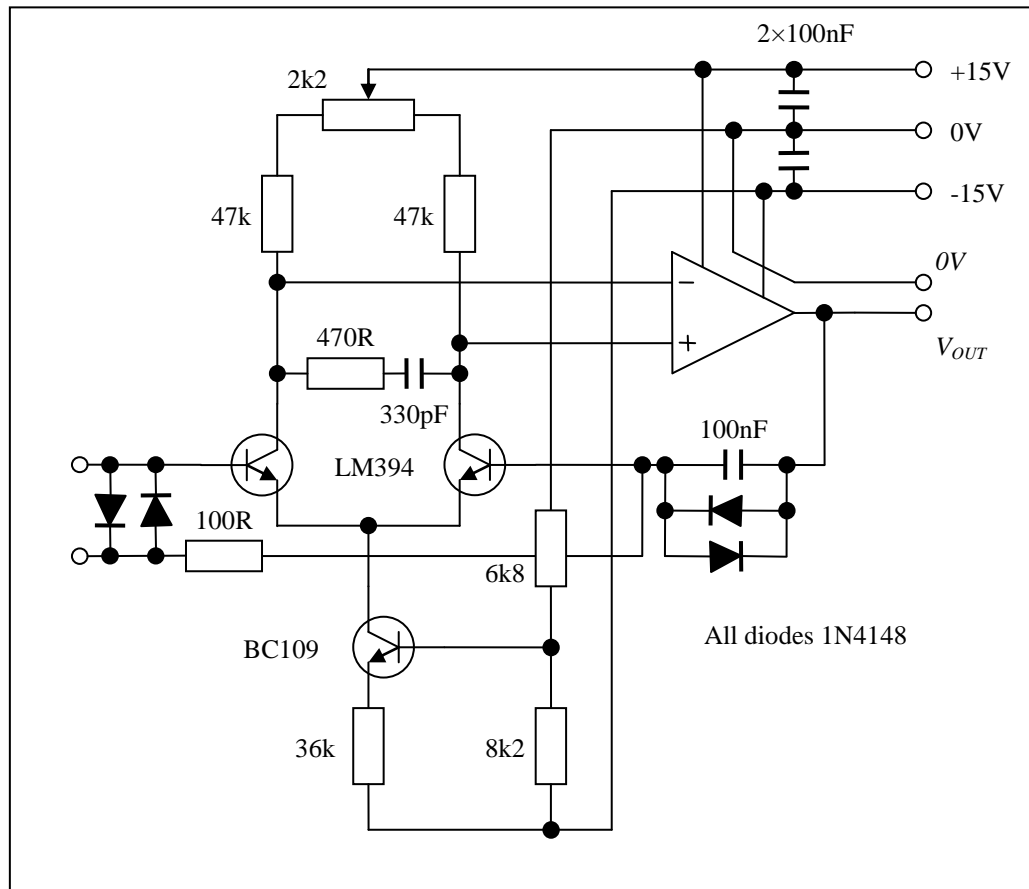 2×100nF
+15V
2k2
0V
-15V
47k
47k
0V
−
470R
+
V_OUT
330pF
100nF
LM394
100R
6k8
BC109
All diodes 1N4148
36k
8k2